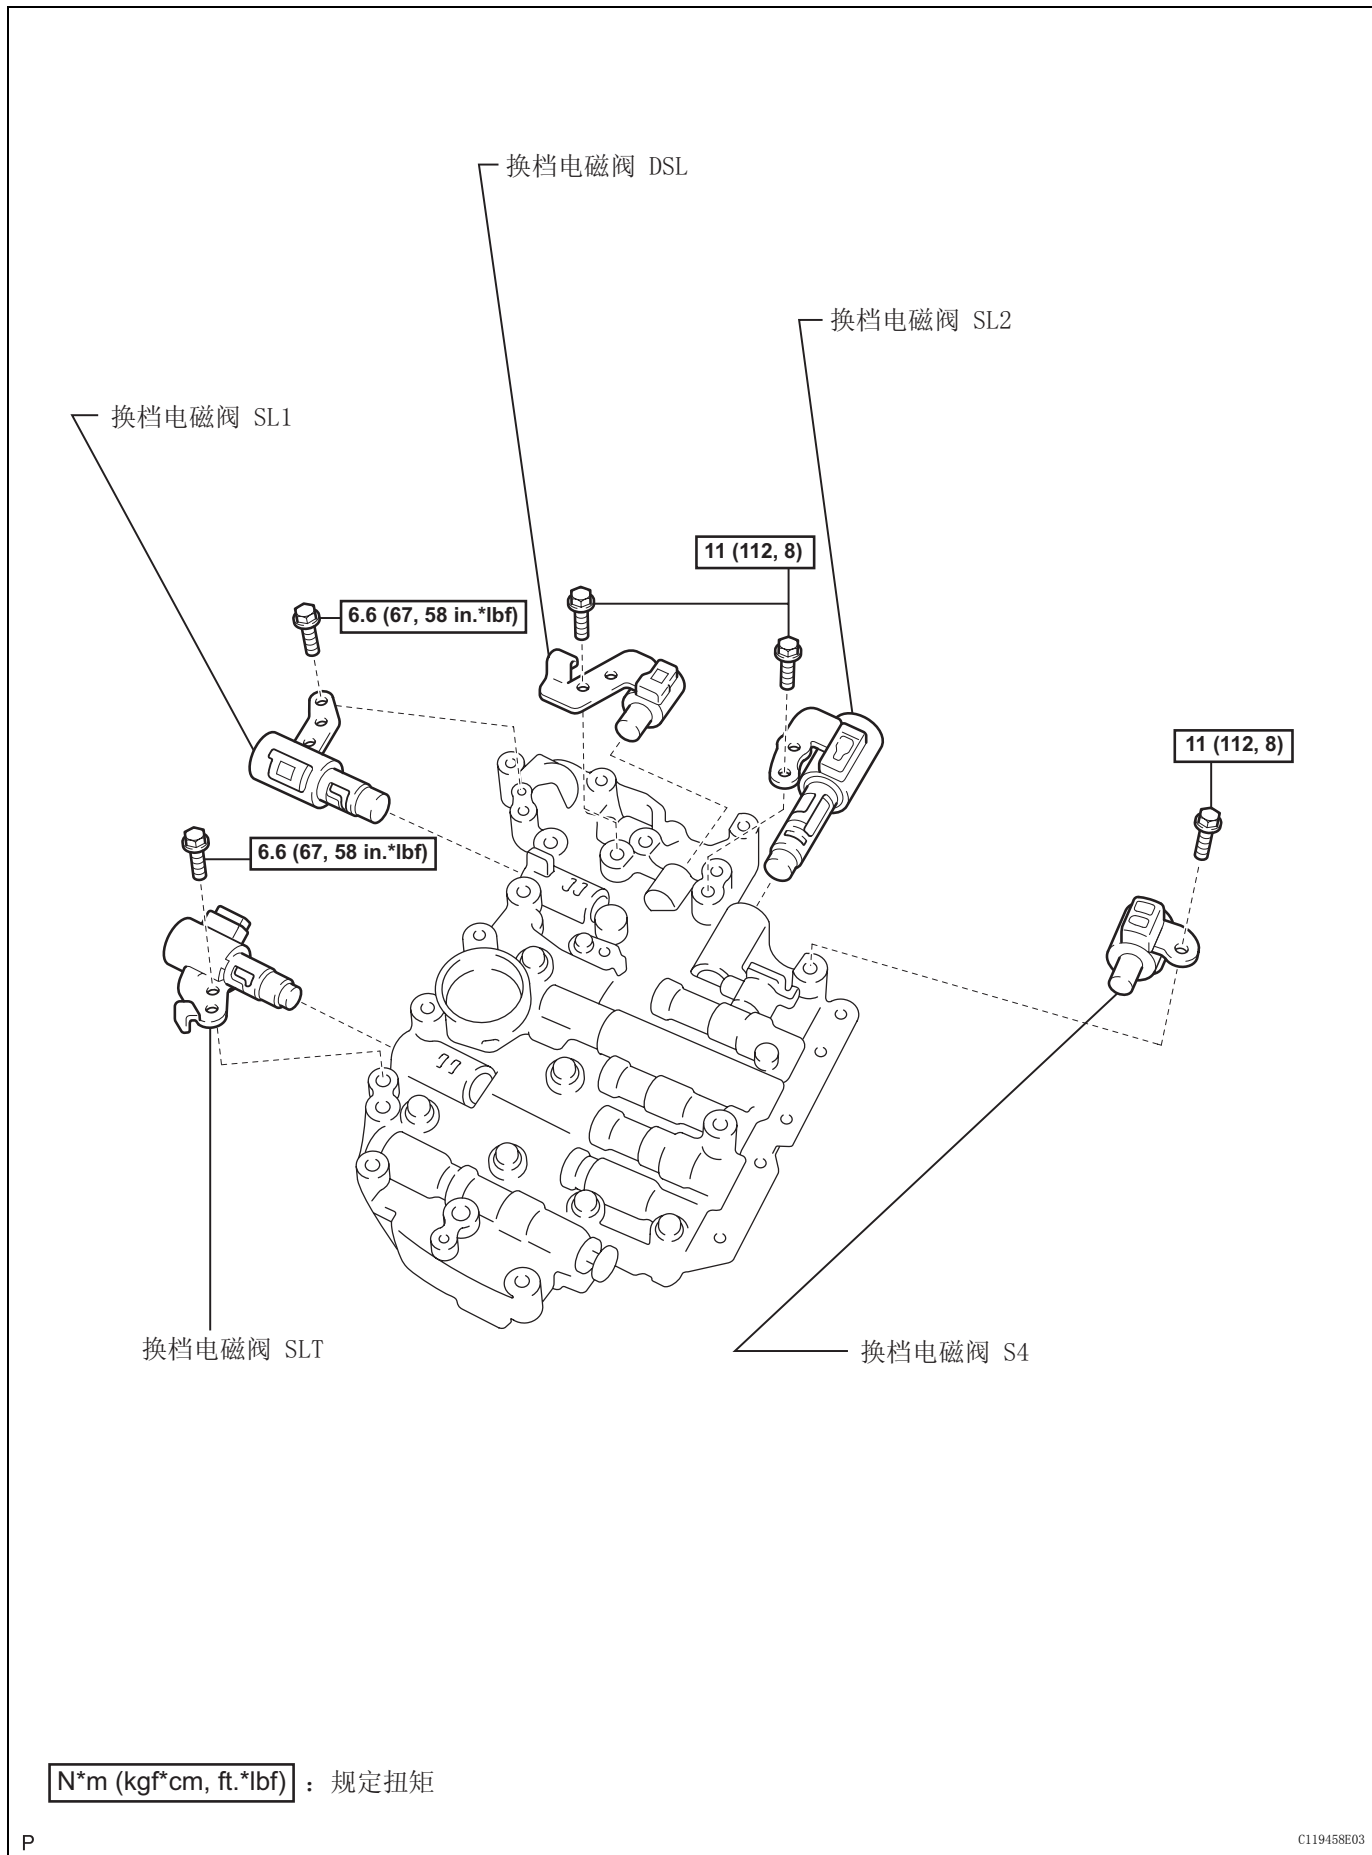 换档电磁阀 DSL
换档电磁阀 SL2
换档电磁阀 SL1
11 (112, 8)
6.6 (67, 58 in.*lbf)
11 (112, 8)
6.6 (67, 58 in.*lbf)
换档电磁阀 SLT
换档电磁阀 S4
N*m (kgf*cm, ft.*lbf) ：规定扭矩
P
C119458E03